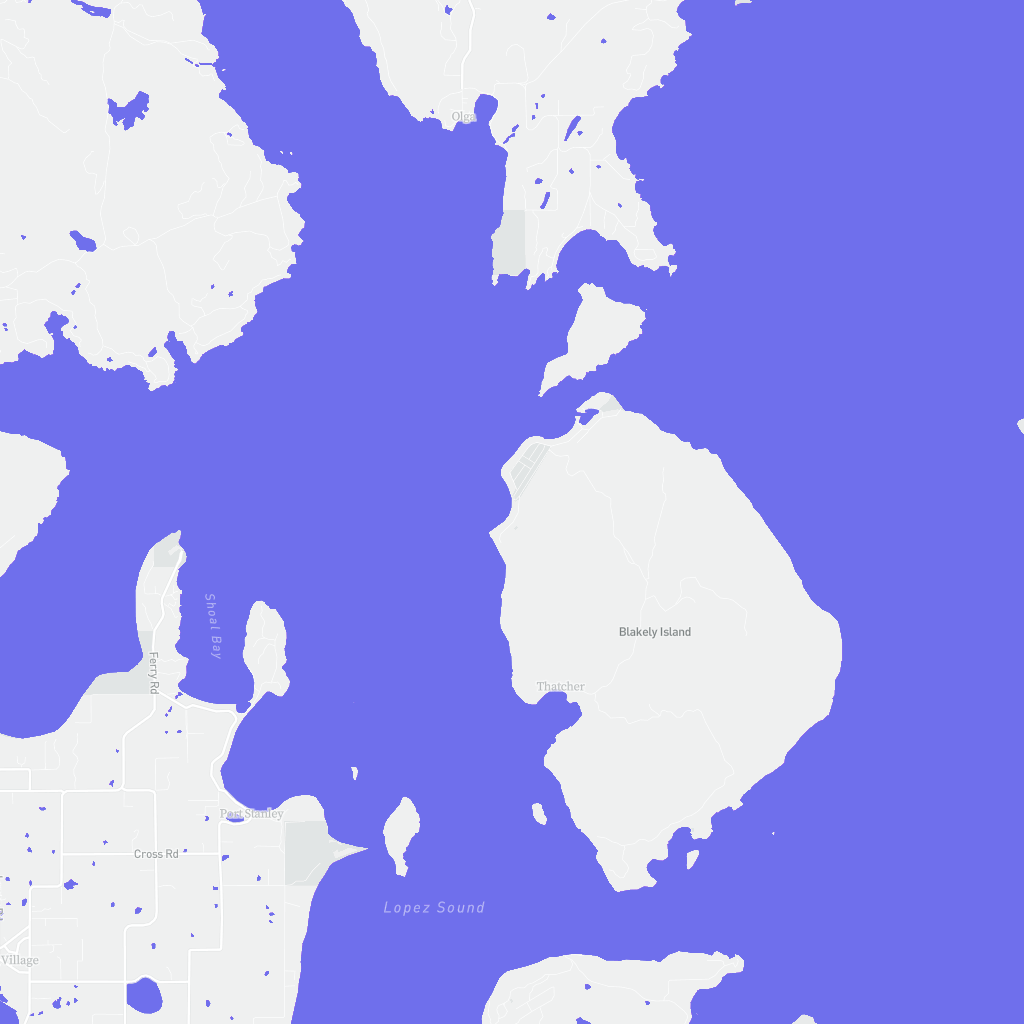 Olga
Shoal Bay
Blakely Island
Ferry Rd
Thatcher
Port Stanley
Cross Rd
Lopez Sound
Village